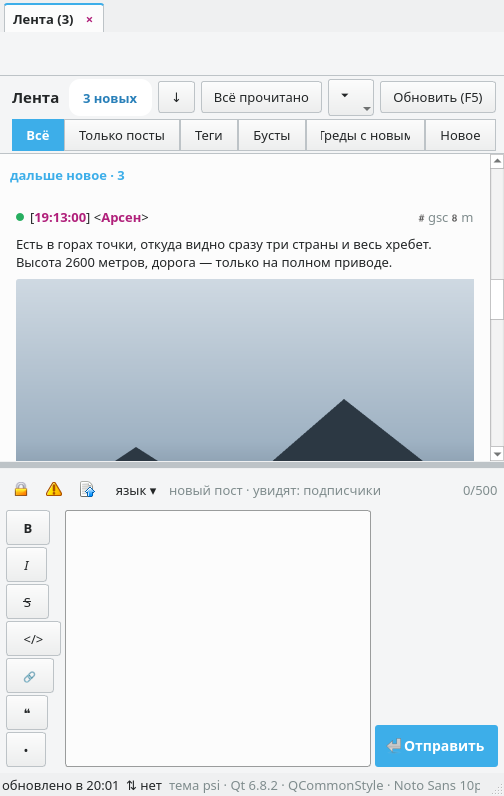 Лента (3) ×
Лента 3 новых ↓ Всё прочитано Обновить (F5)
Всё Только посты Теги Бусты Треды с новым Новое
дальше новое · 3
[19:13:00] <Арсен> # gsc 8 m
Есть в горах точки, откуда видно сразу три страны и весь хребет.
Высота 2600 метров, дорога — только на полном приводе.
язык ▾ новый пост · увидят: подписчики 0/500
B
I
S
</>
❝
•
Отправить
обновлено в 20:01 ⇅ нет тема psi · Qt 6.8.2 · QCommonStyle · Noto Sans 10p